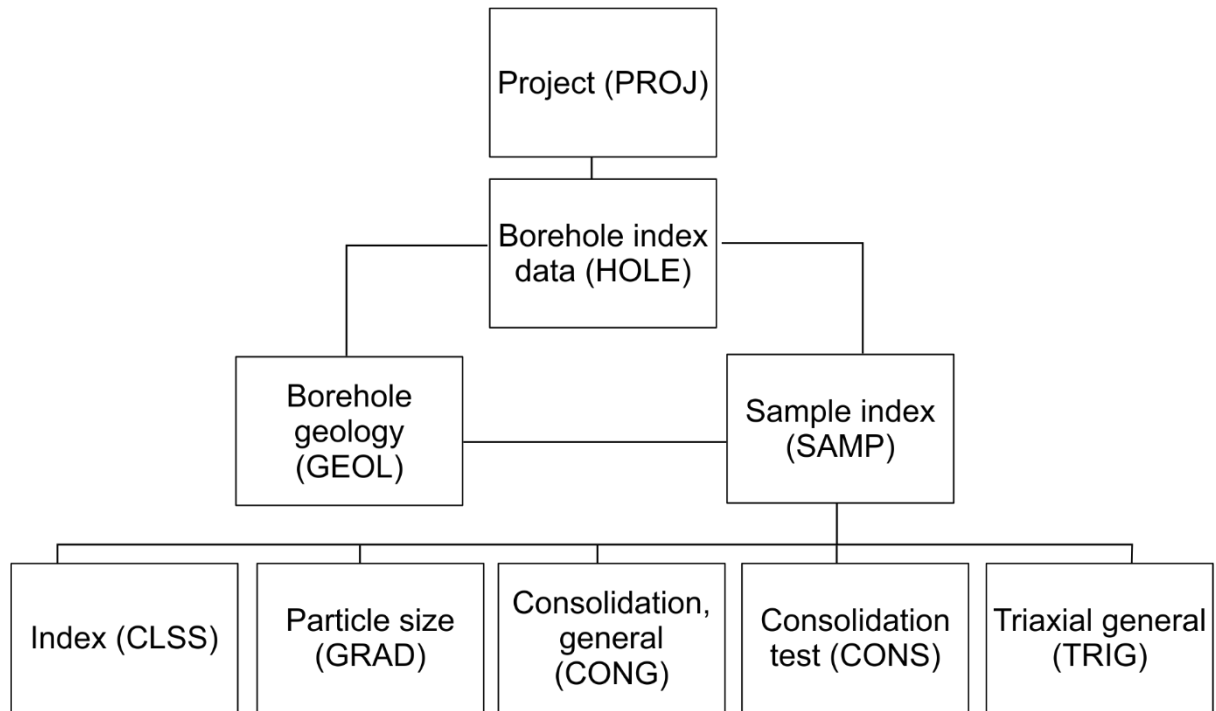 Project (PROJ)
Borehole index
data (HOLE)
Borehole
geology
(GEOL)
Sample index
(SAMP)
Index (CLSS)
Particle size
(GRAD)
Consolidation,
general
(CONG)
Consolidation
test (CONS)
Triaxial general
(TRIG)